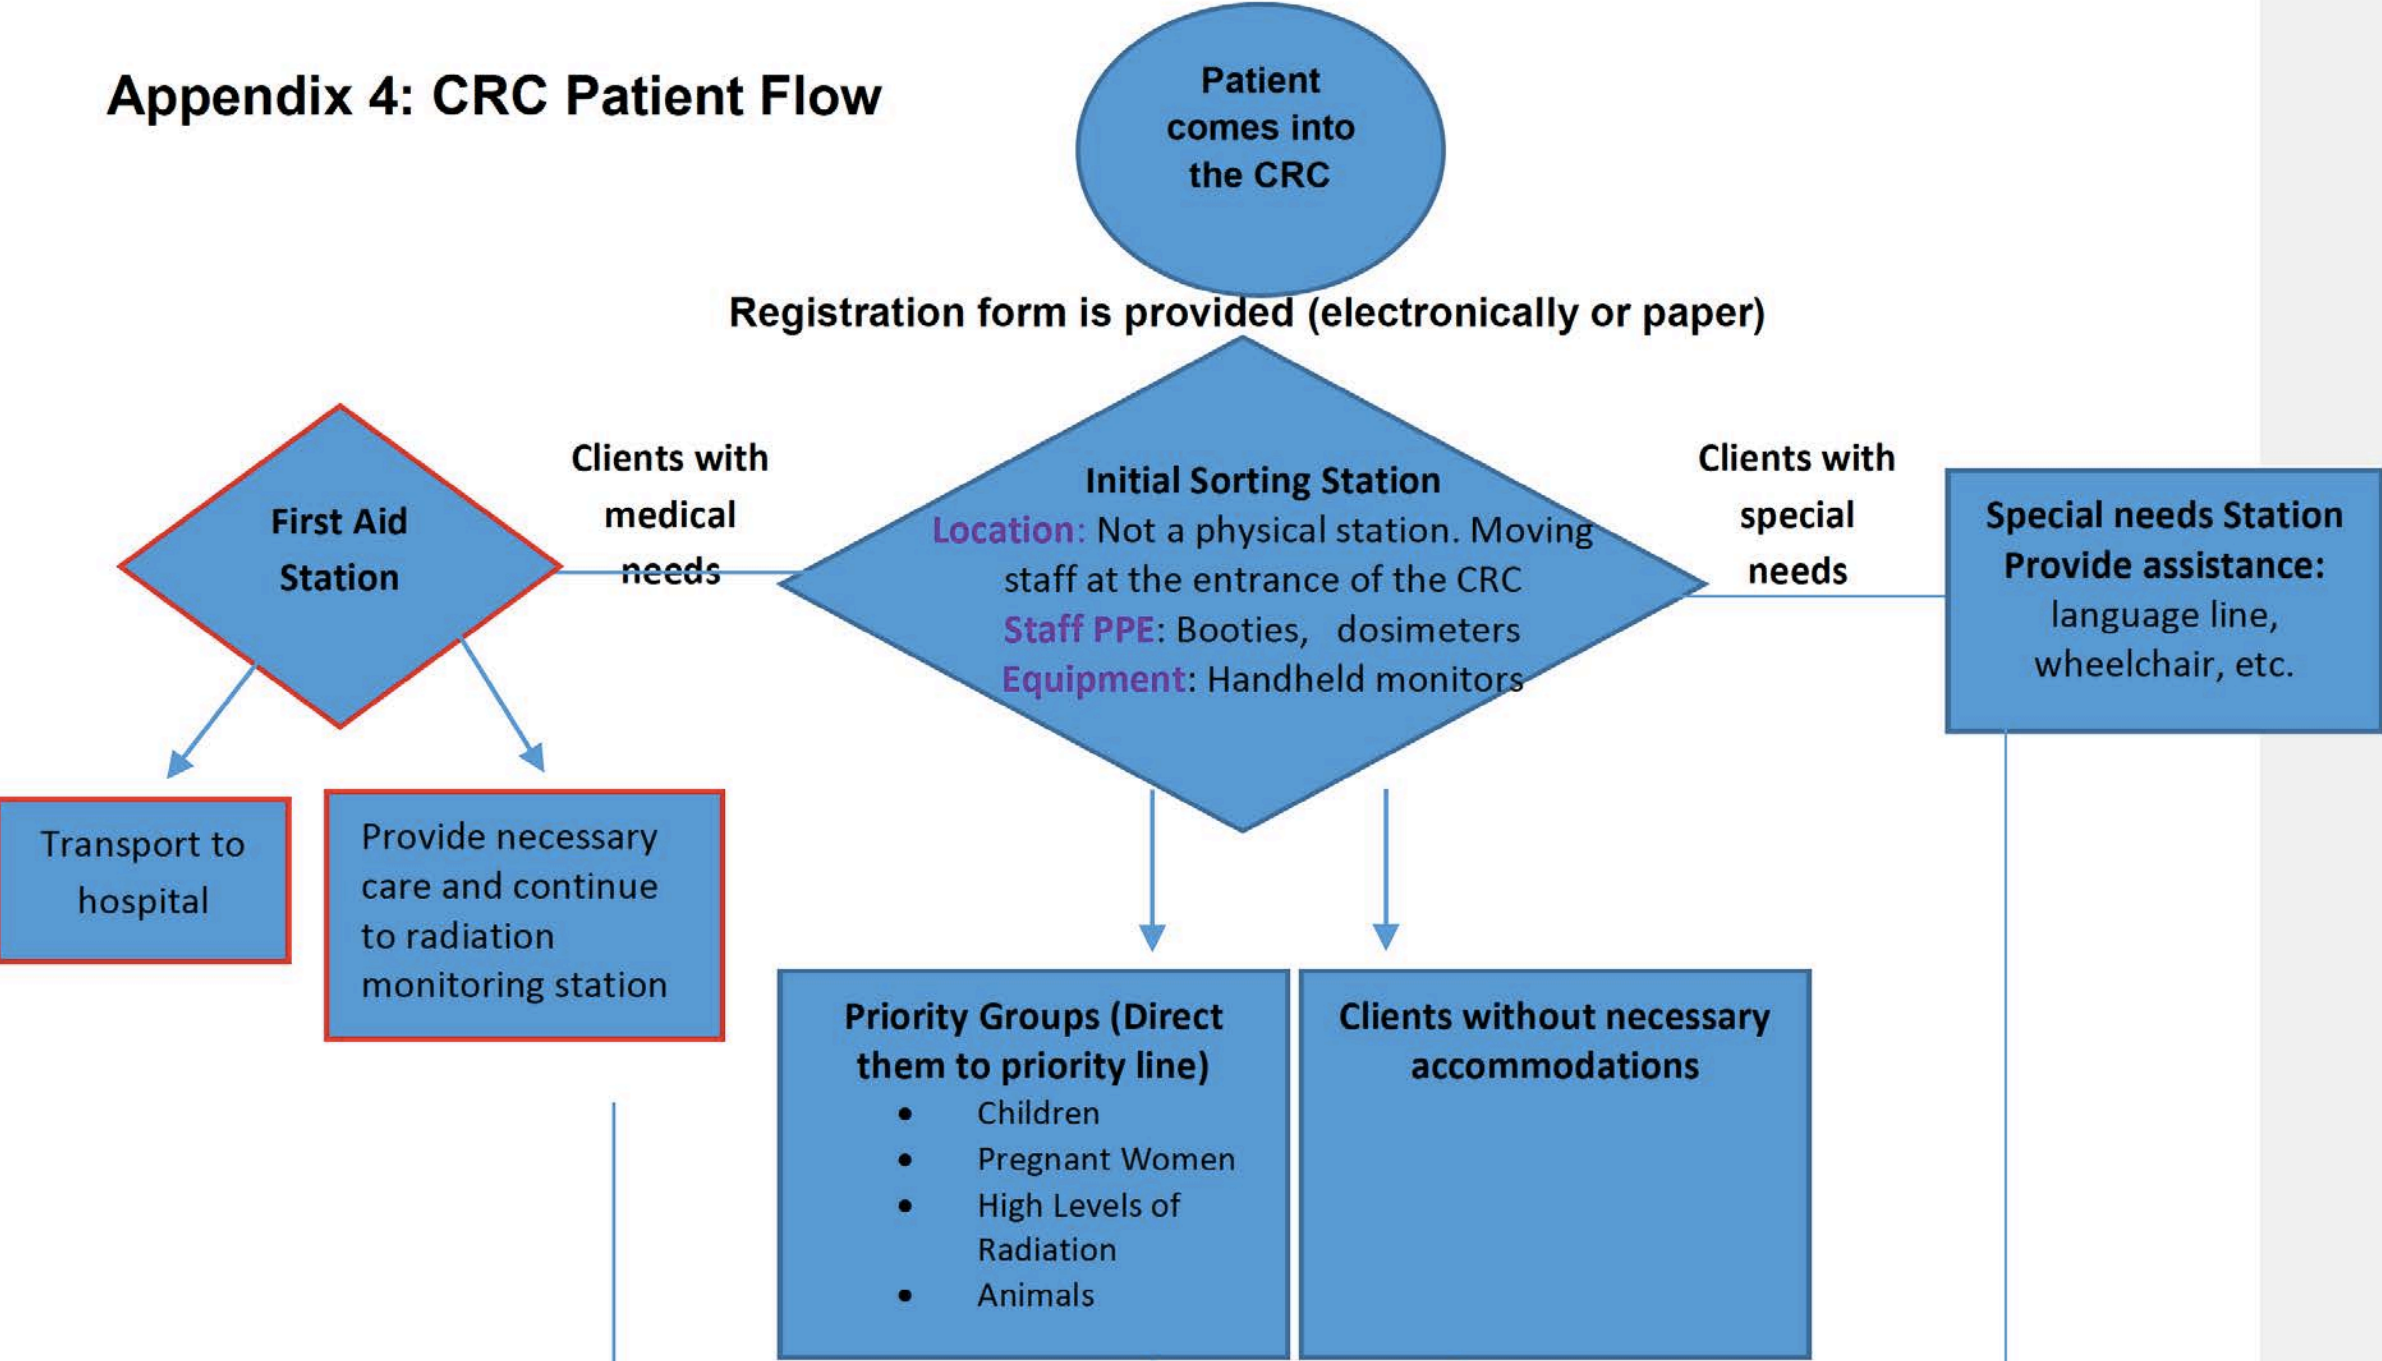 Appendix 4: CRC Patient Flow
Patient
comes into
the CRC
Registration form is provided (electronically or paper)
First Aid
Station
Clients with
medical
needs
Initial Sorting Station
Location: Not a physical station. Moving
staff at the entrance of the CRC
Staff PPE: Booties, dosimeters
Equipment: Handheld monitors
Clients with
special
needs
Special needs Station
Provide assistance:
language line,
wheelchair, etc.
Transport to
hospital
Provide necessary
care and continue
to radiation
monitoring station
Priority Groups (Direct
them to priority line)
• Children
• Pregnant Women
• High Levels of
Radiation
• Animals
Clients without necessary
accommodations